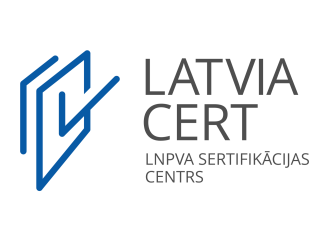 LATVIA
CERT
LNPVA SERTIFIKĀCIJAS
CENTRS